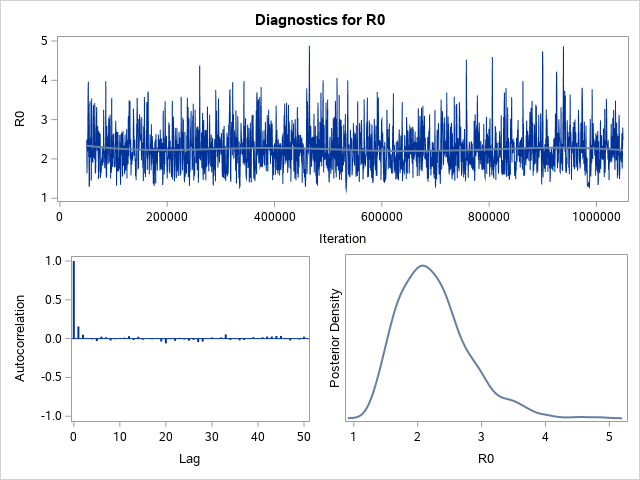 Diagnostics for R0
R0
5
4
3
2
1
0 200000 400000 600000 800000 1000000
Iteration
Autocorrelation
1.0
0.5
0.0
-0.5
-1.0
0 10 20 30 40 50
Lag
Posterior Density
1 2 3 4 5
R0